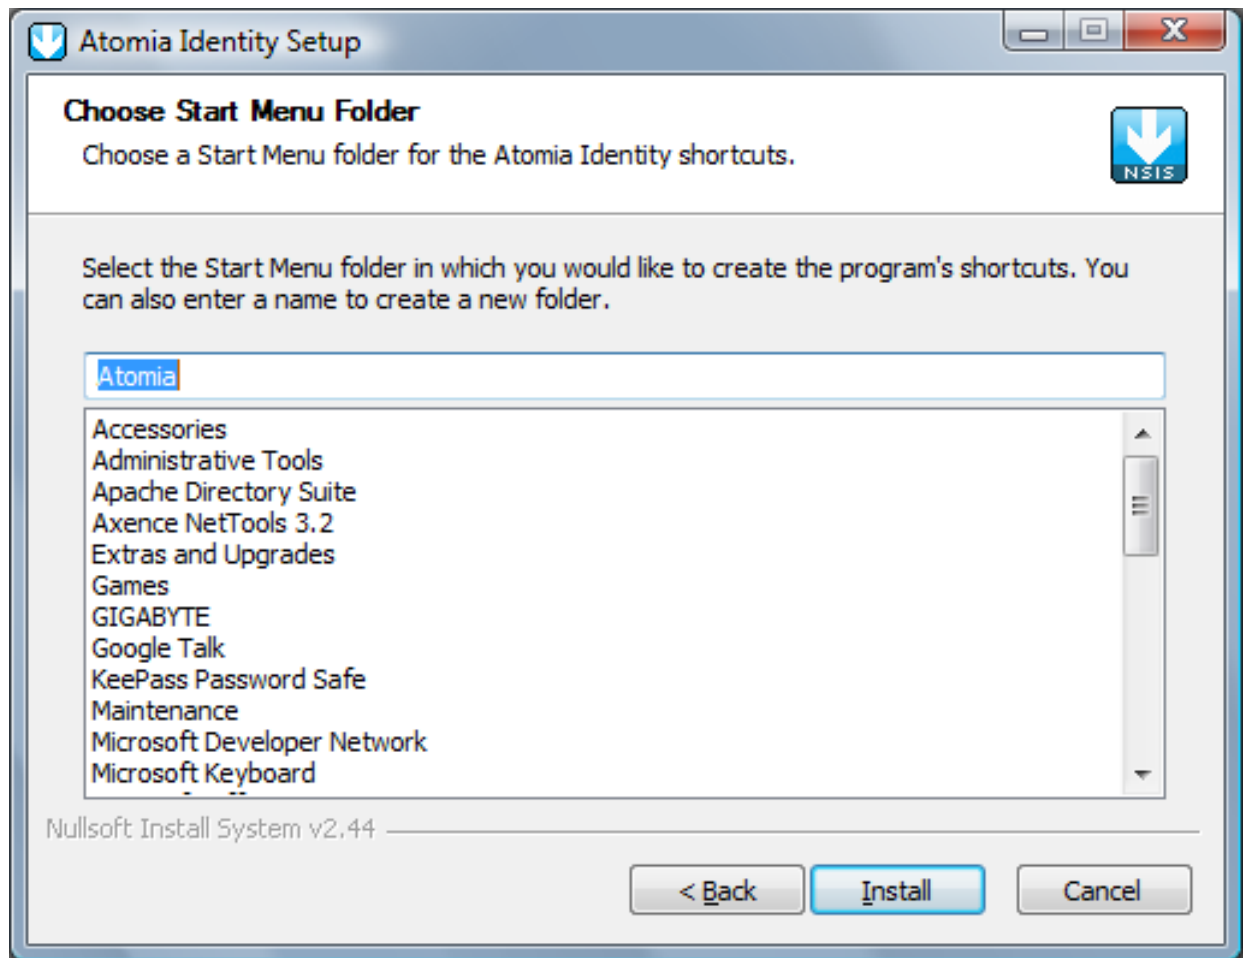 Atomia Identity Setup
Choose Start Menu Folder
Choose a Start Menu folder for the Atomia Identity shortcuts.
NSIS
Select the Start Menu folder in which you would like to create the program's shortcuts. You
can also enter a name to create a new folder.
Atomia
Accessories
Administrative Tools
Apache Directory Suite
Axence NetTools 3.2
Extras and Upgrades
Games
GIGABYTE
Google Talk
KeePass Password Safe
Maintenance
Microsoft Developer Network
Microsoft Keyboard
Nullsoft Install System v2.44
< Back
Install
Cancel